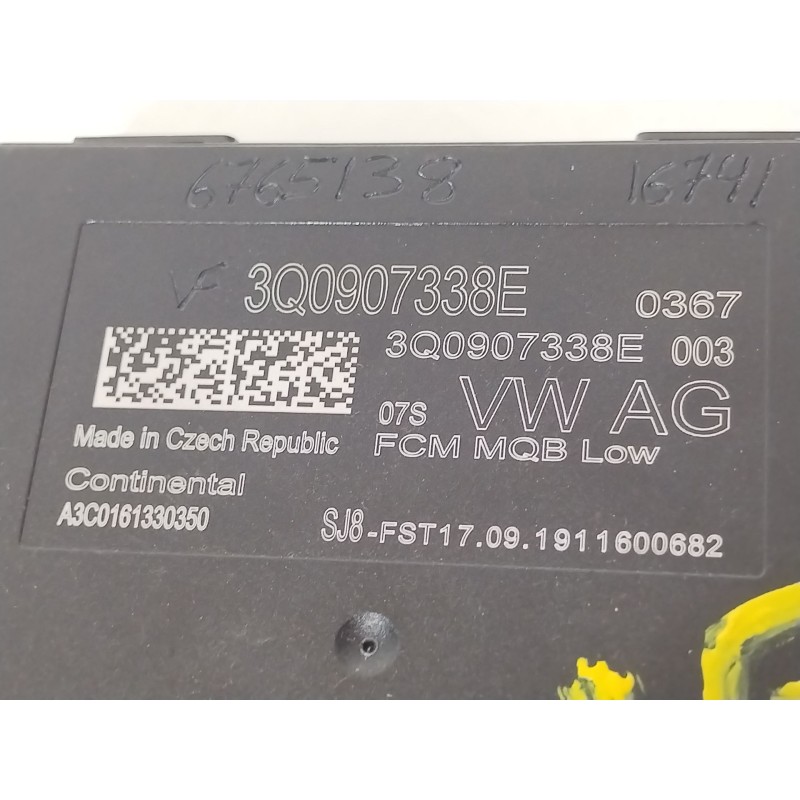 6765138 16741
VF 3Q0907338E 0367
3Q0907338E 003
07S VW AG
Made in Czech Republic FCM MQB Low
Continental
A3C0161330350 SJ8-FST17.09.1911600682